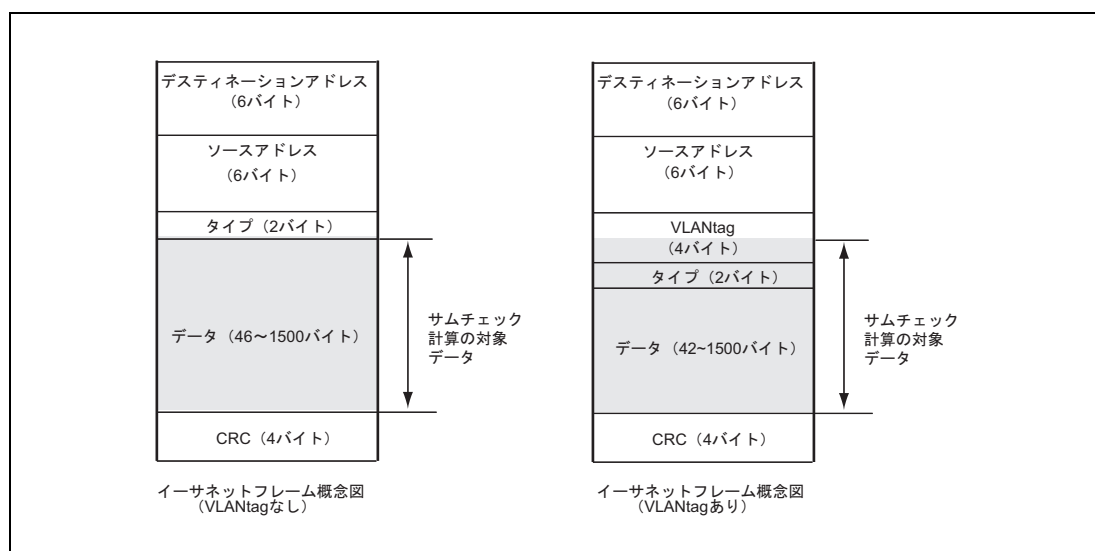 デスティネーションアドレス
（6バイト）
ソースアドレス
（6バイト）
タイプ（2バイト）
データ（46～1500バイト）
CRC（4バイト）
サムチェック
計算の対象
データ
イーサネットフレーム概念図
（VLANtagなし）
デスティネーションアドレス
（6バイト）
ソースアドレス
（6バイト）
VLANtag
（4バイト）
タイプ（2バイト）
データ（42~1500バイト）
CRC（4バイト）
サムチェック
計算の対象
データ
イーサネットフレーム概念図
（VLANtagあり）